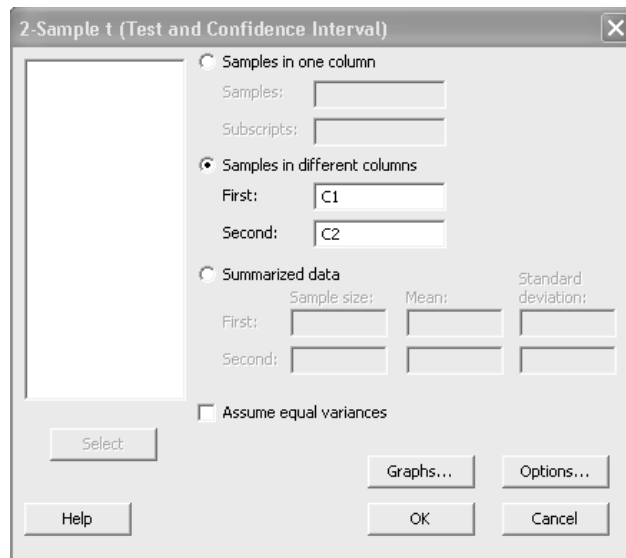 2-Sample t (Test and Confidence Interval)
Samples in one column
Samples:
Subscripts:
Samples in different columns
First: C1
Second: C2
Summarized data
Sample size: Mean: Standard deviation:
First:
Second:
Assume equal variances
Select
Graphs... Options...
Help OK Cancel